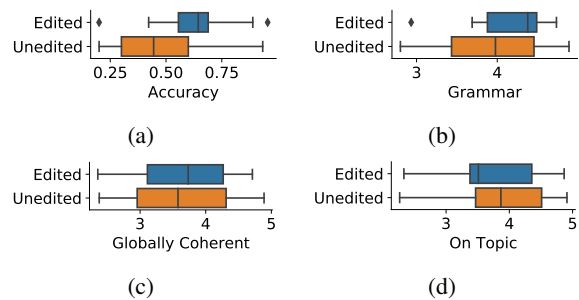 Edited
Unedited
0.25 0.50 0.75
Accuracy
(a)
Edited
Unedited
3 4
Grammar
(b)
Edited
Unedited
3 4 5
Globally Coherent
(c)
Edited
Unedited
3 4 5
On Topic
(d)